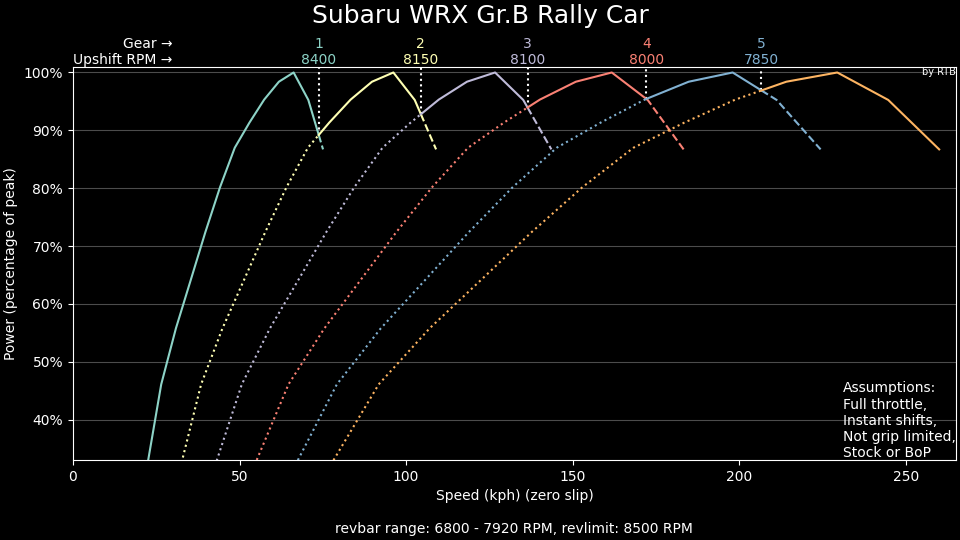 Subaru WRX Gr.B Rally Car
Gear → 1 2 3 4 5
Upshift RPM → 8400 8150 8100 8000 7850
by RTB
100%
90%
80%
70%
60%
50%
40%
Power (percentage of peak)
Assumptions:
Full throttle,
Instant shifts,
Not grip limited,
Stock or BoP
0 50 100 150 200 250
Speed (kph) (zero slip)
revbar range: 6800 - 7920 RPM, revlimit: 8500 RPM